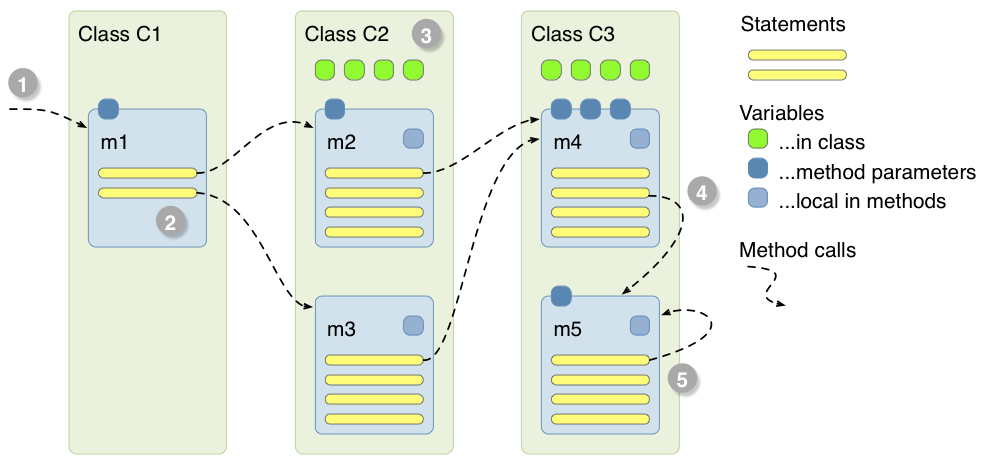 Class C1
Class C2
3
Class C3
Statements
1
m1
m2
m4
Variables
...in class
...method parameters
...local in methods
2
4
Method calls
m3
m5
5